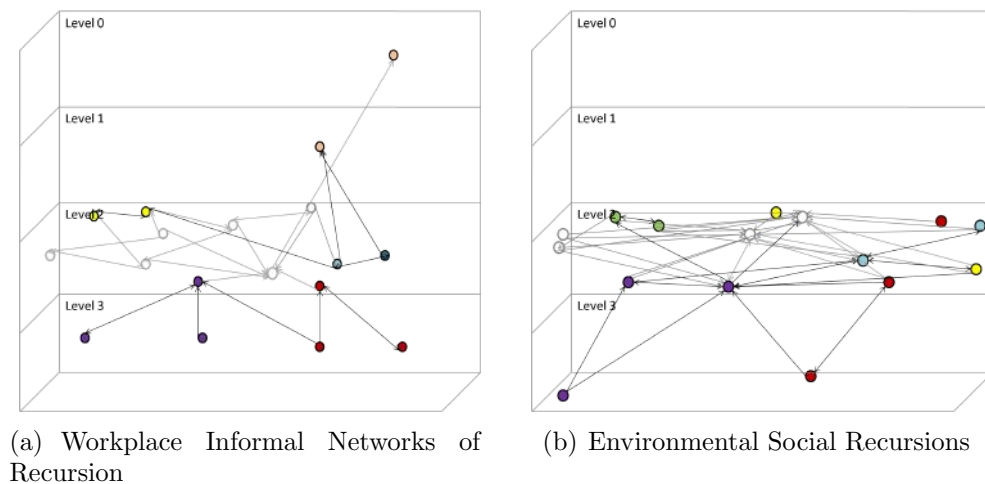 Level 0
Level 1
Level 2
Level 3
Level 0
Level 1
Level 2
Level 3
(a) Workplace Informal Networks of
Recursion
(b) Environmental Social Recursions